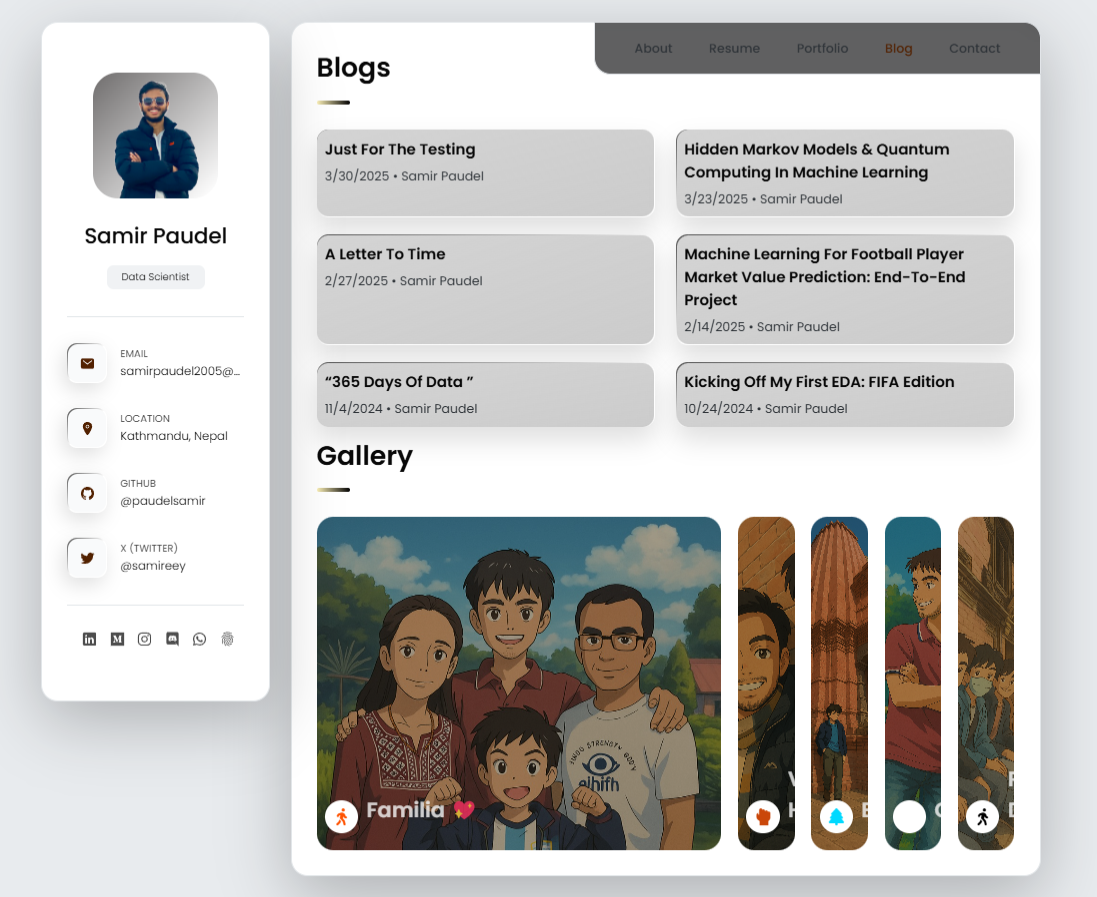 Samir Paudel
Data Scientist
EMAIL
samirpaudel2005@...
LOCATION
Kathmandu, Nepal
GITHUB
@paudelsamir
X (TWITTER)
@samireey
About Resume Portfolio Blog Contact
Blogs
Just For The Testing
3/30/2025 • Samir Paudel
Hidden Markov Models & Quantum
Computing In Machine Learning
3/23/2025 • Samir Paudel
A Letter To Time
2/27/2025 • Samir Paudel
Machine Learning For Football Player
Market Value Prediction: End-To-End
Project
2/14/2025 • Samir Paudel
“365 Days Of Data ”
11/4/2024 • Samir Paudel
Kicking Off My First EDA: FIFA Edition
10/24/2024 • Samir Paudel
Gallery
Familia 💖